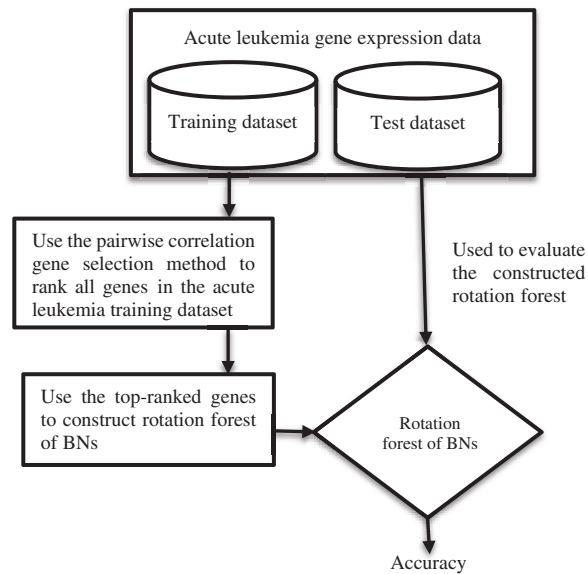 Acute leukemia gene expression data
Training dataset
Test dataset
Use the pairwise correlation
gene selection method to
rank all genes in the acute
leukemia training dataset
Used to evaluate
the constructed
rotation forest
Use the top-ranked genes
to construct rotation forest
of BNs
Rotation
forest of BNs
Accuracy